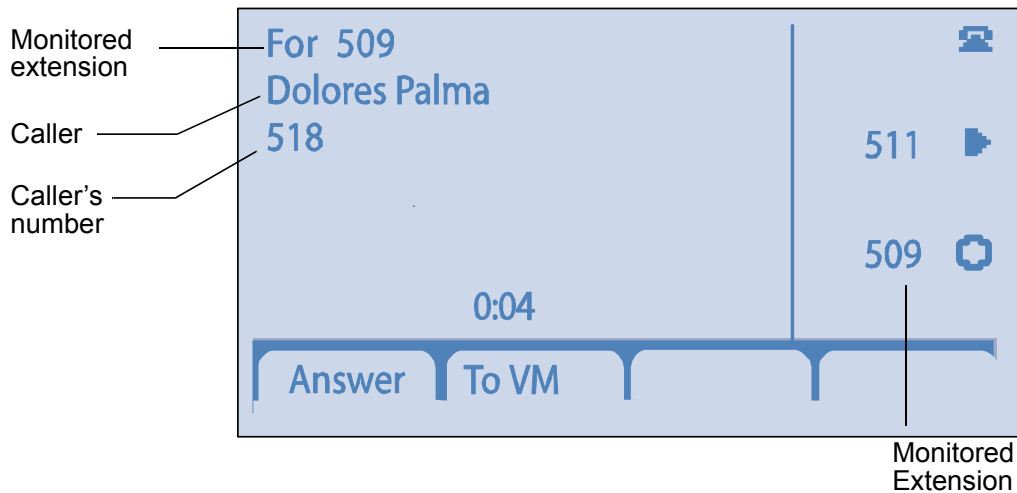 Monitored
extension
Caller
Caller's
number
For 509
Dolores Palma
518
511
509
0:04
Answer
To VM
Monitored
Extension